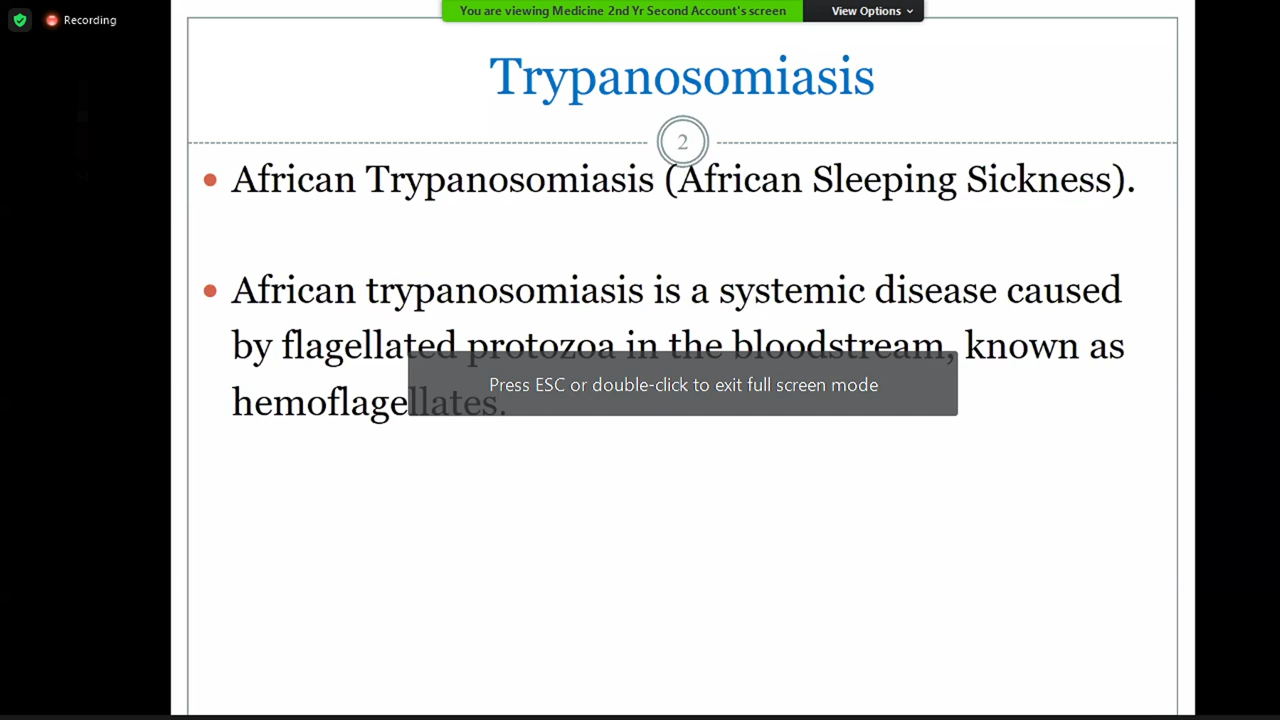 Recording
You are viewing Medicine 2nd Yr Second Account's screen
View Options
Trypanosomiasis
2
African Trypanosomiasis (African Sleeping Sickness).
African trypanosomiasis is a systemic disease caused
by flagellated protozoa in the bloodstream, known as
hemoflagellates.
Press ESC or double-click to exit full screen mode